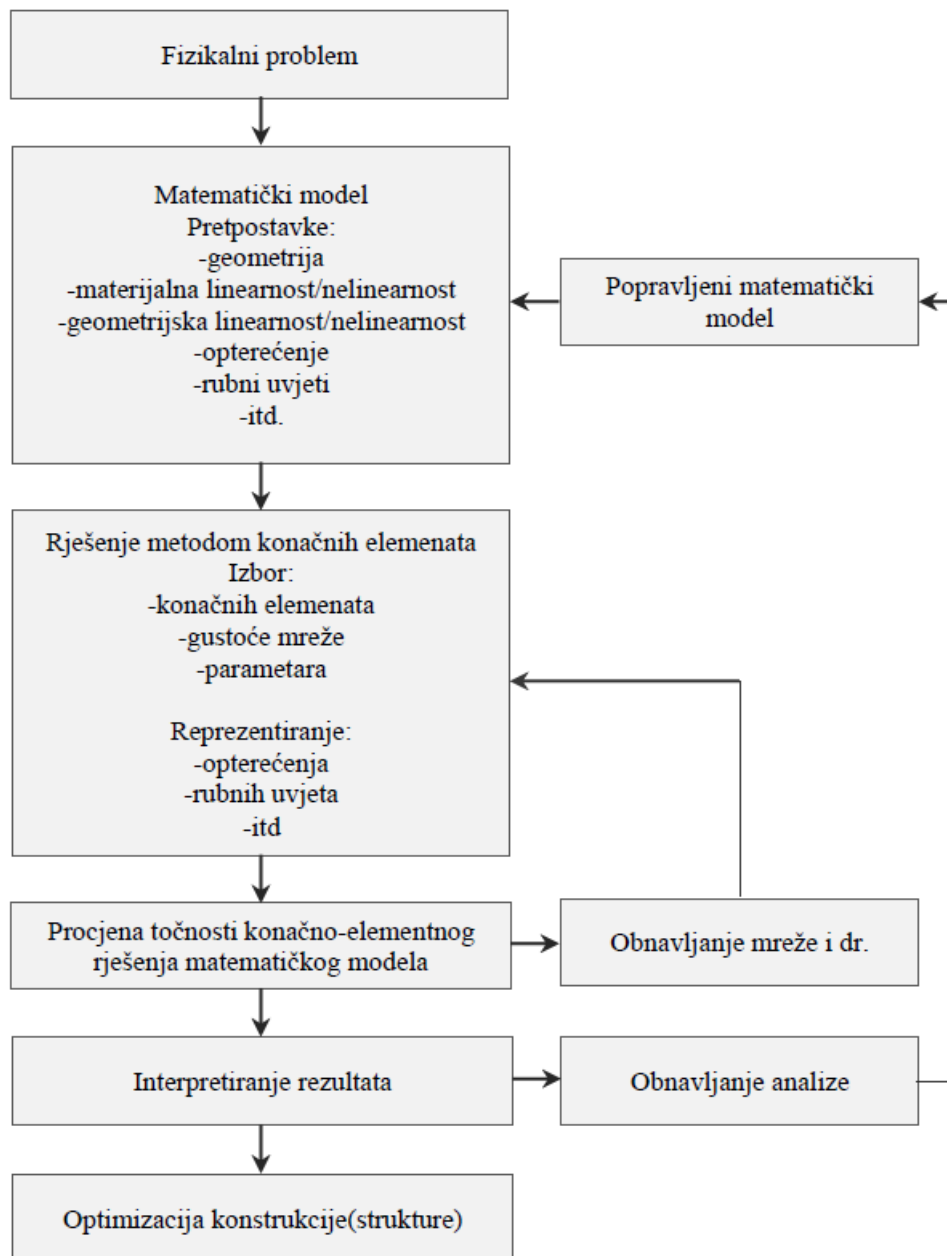 Fizikalni problem
Matematički model
Pretpostavke:
-geometrija
-materijalna linearnost/nelinearnost
-geometrijska linearnost/nelinearnost
-opterećenje
-rubni uvjeti
-itd.
Popravljeni matematički
model
Rješenje metodom konačnih elemenata
Izbor:
-konačnih elemenata
-gustoće mreže
-parametara
Reprezentiranje:
-opterećenja
-rubnih uvjeta
-itd
Procjena točnosti konačno-elementnog
rješenja matematičkog modela
Obnavljanje mreže i dr.
Interpretiranje rezultata
Obnavljanje analize
Optimizacija konstrukcije(strukture)